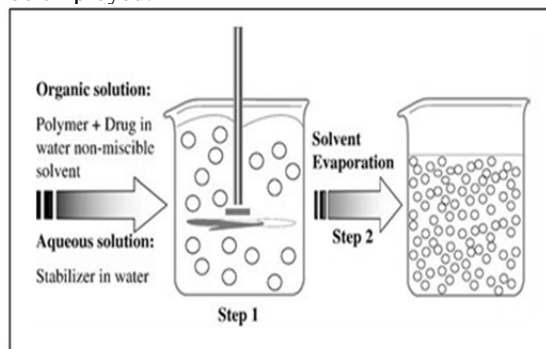 Organic solution:
Polymer + Drug in
water non-miscible
solvent
Aqueous solution:
Stabilizer in water
Step 1
Solvent
Evaporation
Step 2